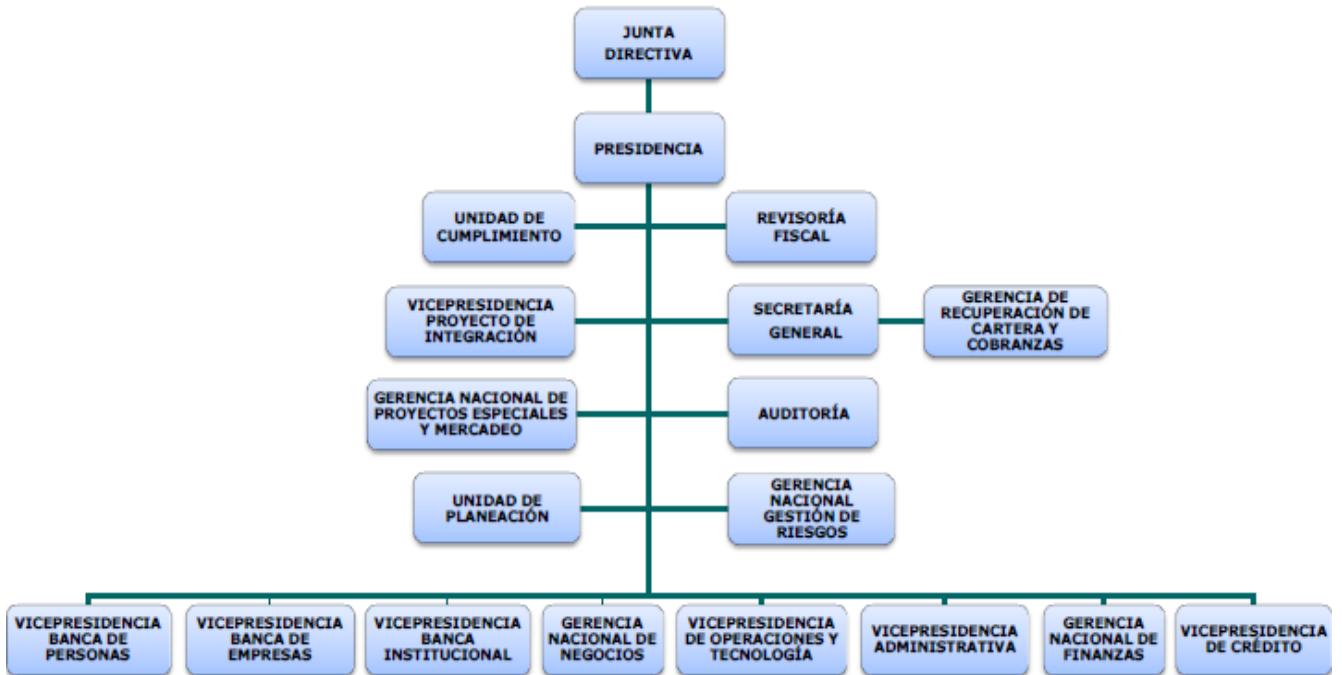 JUNTA
DIRECTIVA
PRESIDENCIA
UNIDAD DE
CUMPLIMIENTO
REVISORÍA
FISCAL
VICEPRESIDENCIA
PROYECTO DE
INTEGRACIÓN
SECRETARÍA
GENERAL
GERENCIA DE
RECUPERACIÓN DE
CARTERA Y
COBRANZAS
GERENCIA NACIONAL DE
PROYECTOS ESPECIALES
Y MERCADEO
AUDITORÍA
UNIDAD DE
PLANEACIÓN
GERENCIA
NACIONAL
GESTIÓN DE
RIESGOS
VICEPRESIDENCIA
BANCA DE
PERSONAS
VICEPRESIDENCIA
BANCA DE
EMPRESAS
VICEPRESIDENCIA
BANCA
INSTITUCIONAL
GERENCIA
NACIONAL DE
NEGOCIOS
VICEPRESIDENCIA
DE OPERACIONES Y
TECNOLOGÍA
VICEPRESIDENCIA
ADMINISTRATIVA
GERENCIA
NACIONAL DE
FINANZAS
VICEPRESIDENCIA
DE CRÉDITO